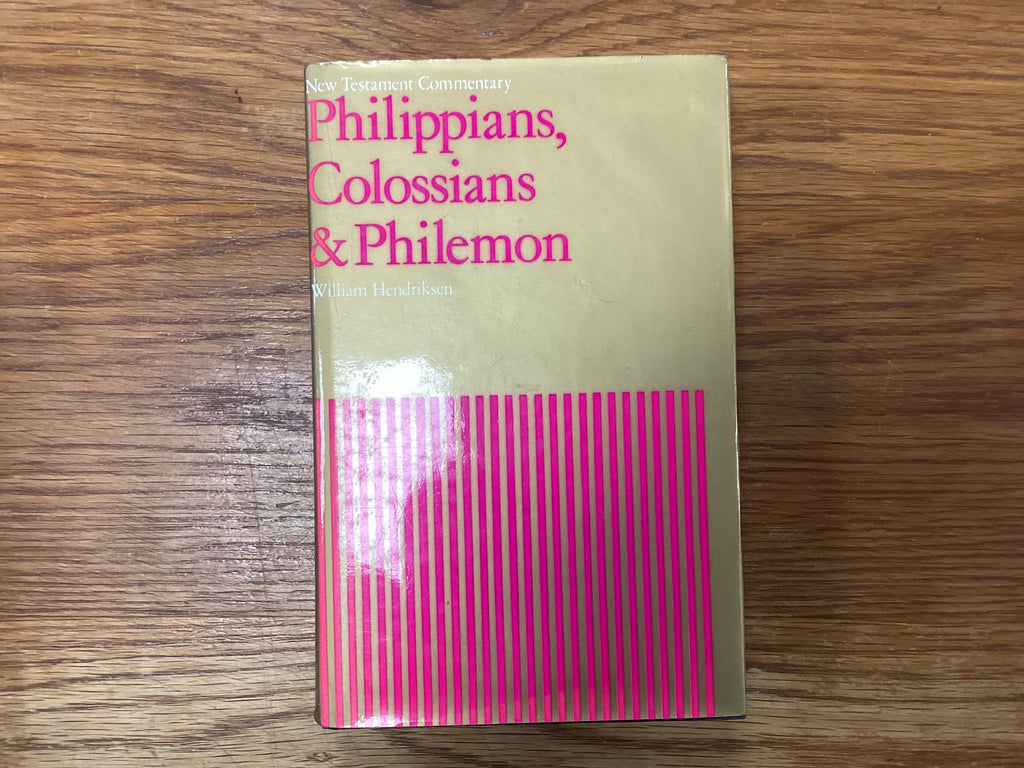 New Testament Commentary
Philippians,
Colossians
& Philemon
William Hendriksen